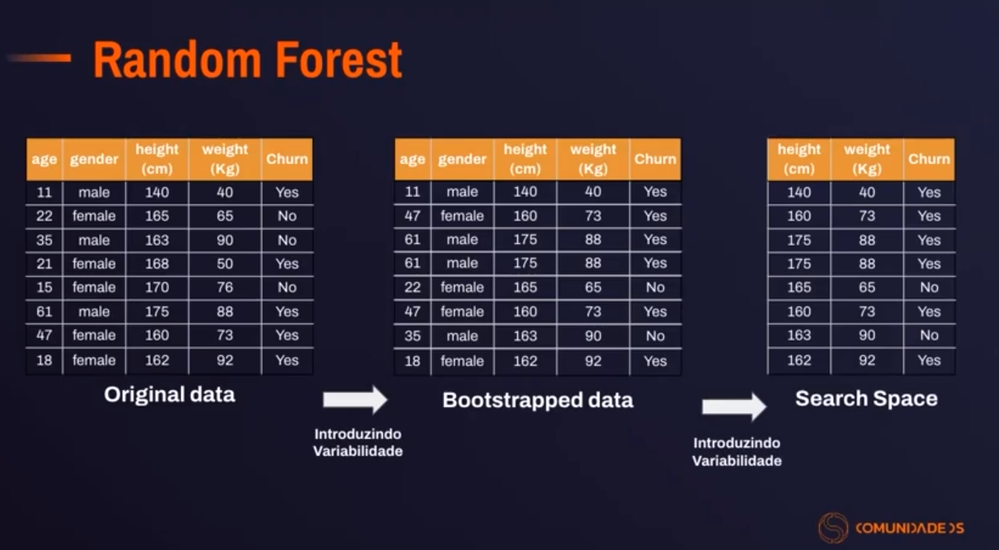 Random Forest
age gender height (cm) weight (Kg) Churn
11 male 140 40 Yes
22 female 165 65 No
35 male 163 90 No
21 female 168 50 Yes
15 female 170 76 No
61 male 175 88 Yes
47 female 160 73 Yes
18 female 162 92 Yes
Original data
Introduzindo
Variabilidade
age gender height (cm) weight (Kg) Churn
11 male 140 40 Yes
47 female 160 73 Yes
61 male 175 88 Yes
61 male 175 88 Yes
22 female 165 65 No
47 female 160 73 Yes
35 male 163 90 No
18 female 162 92 Yes
Bootstrapped data
Introduzindo
Variabilidade
height (cm) weight (Kg) Churn
140 40 Yes
160 73 Yes
175 88 Yes
175 88 Yes
165 65 No
160 73 Yes
163 90 No
162 92 Yes
Search Space
COMUNIDADE DS